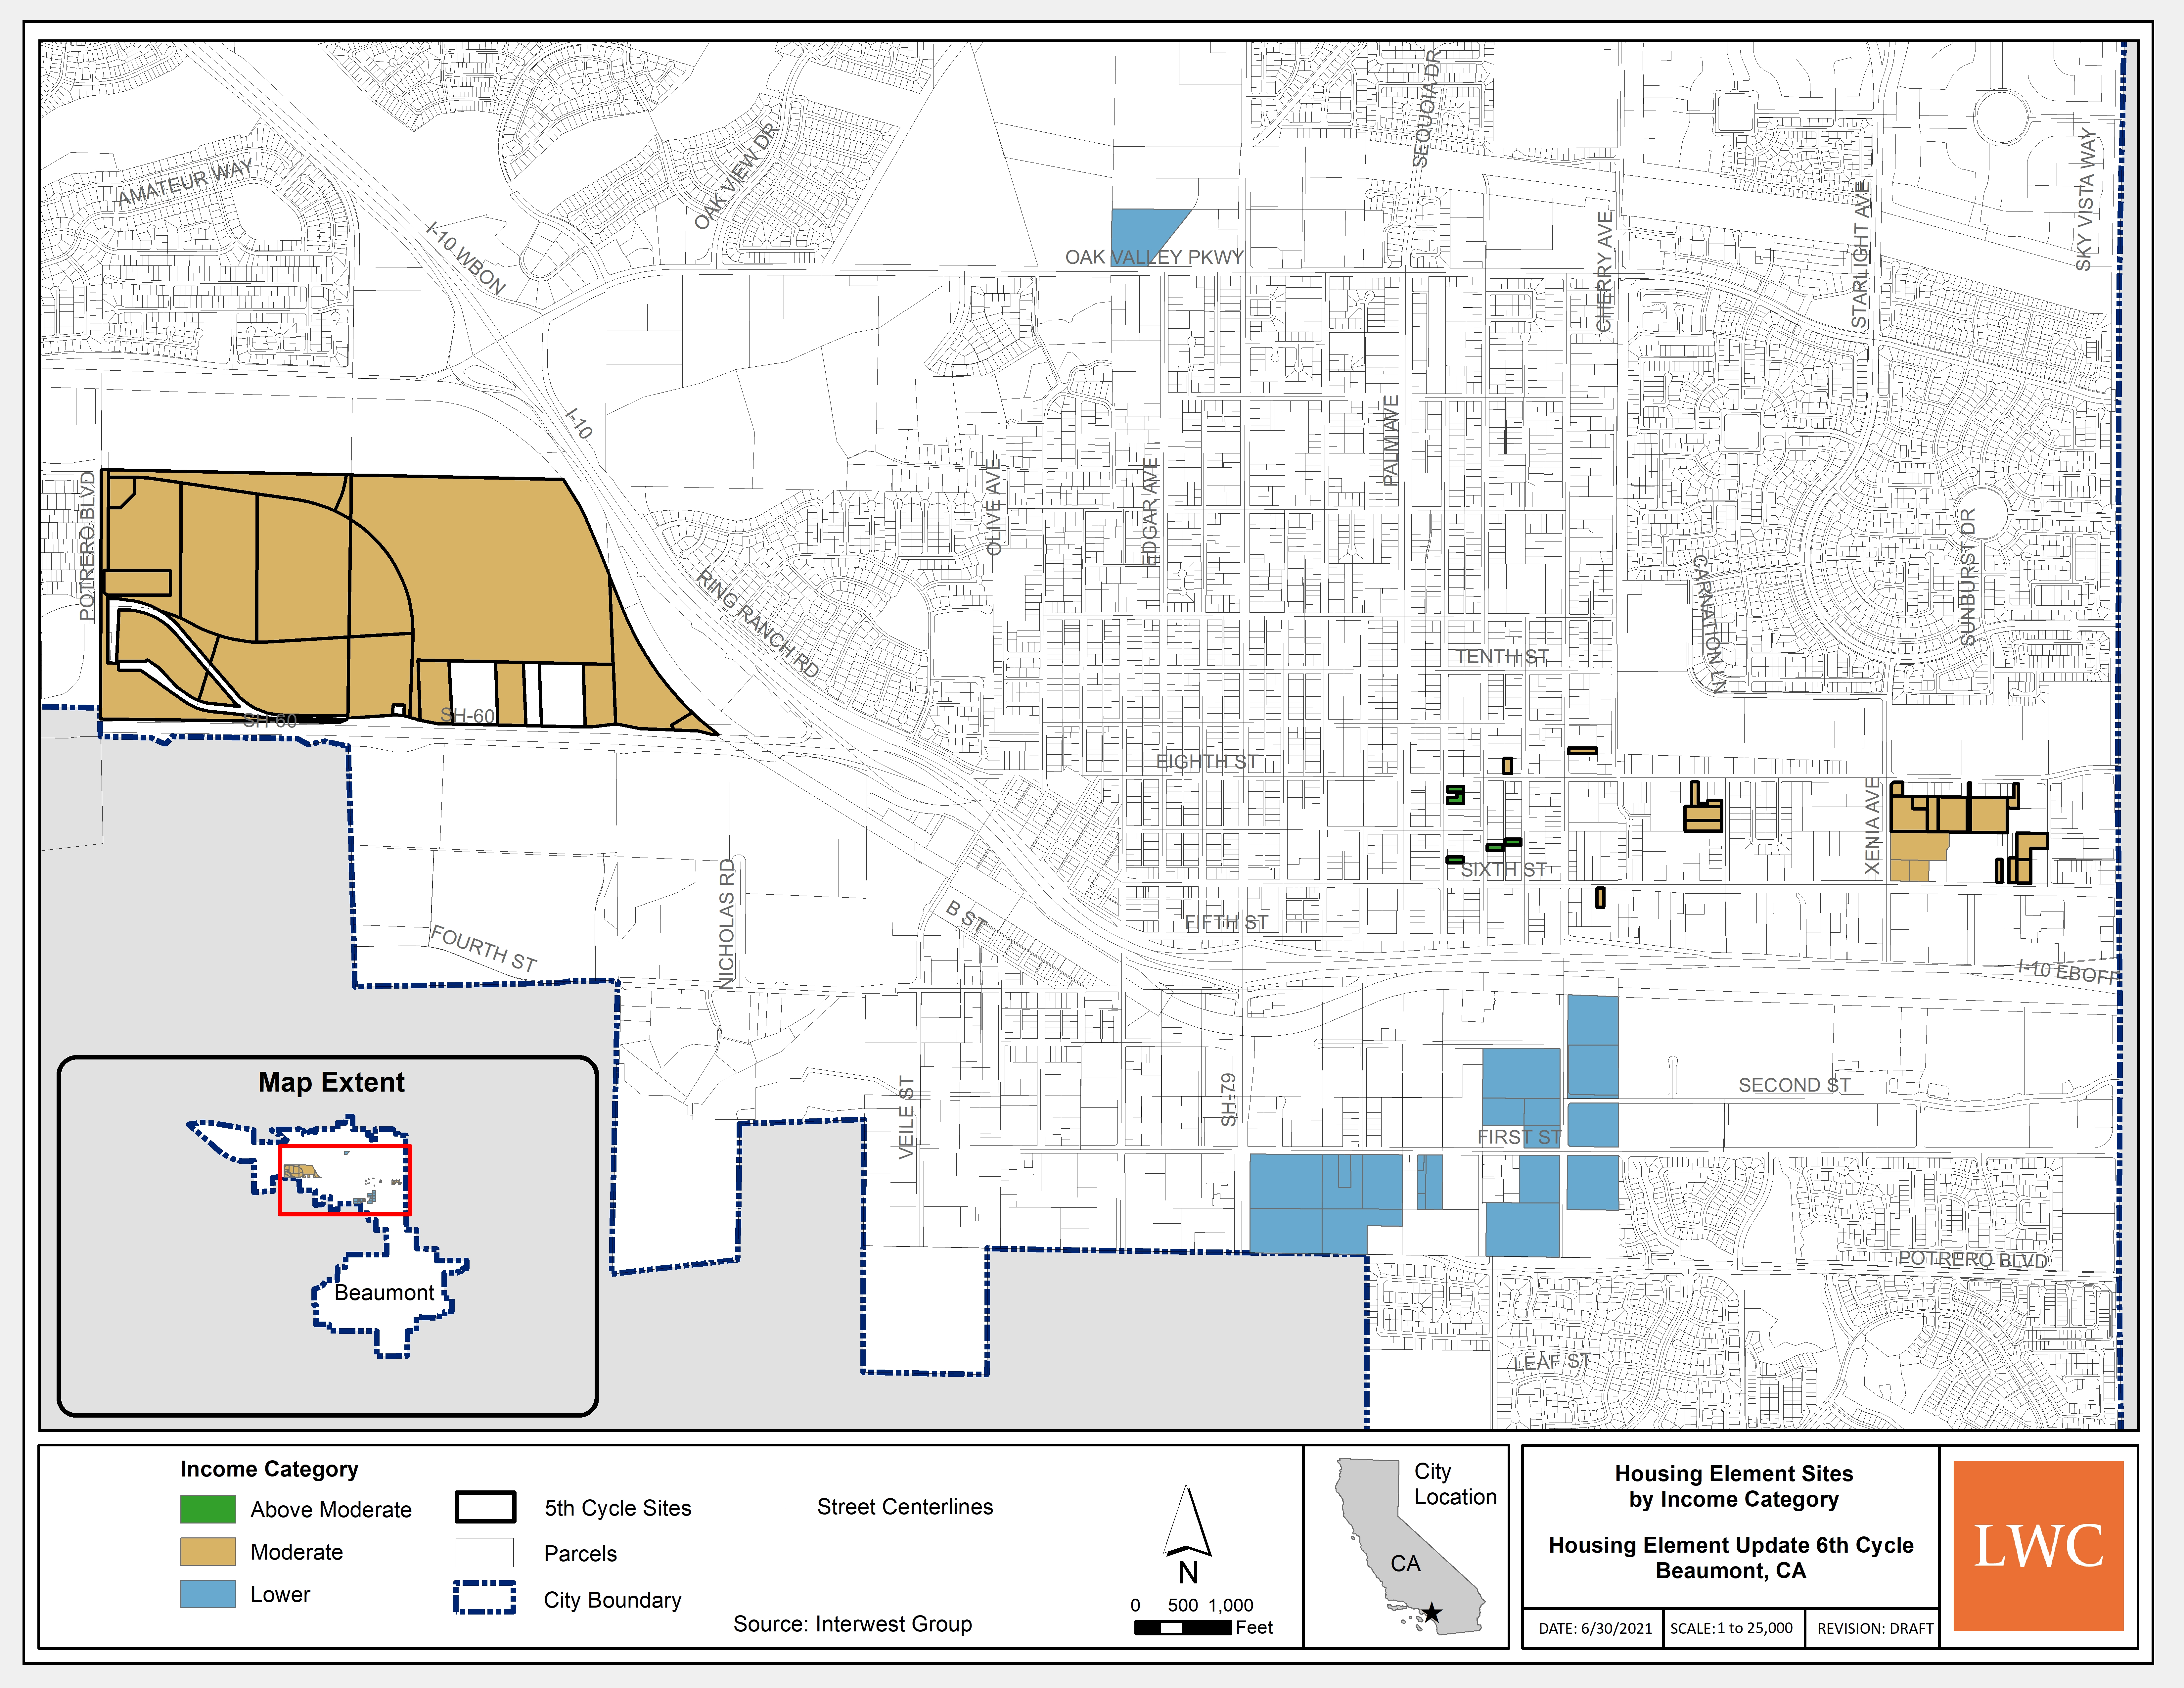 SEQUOIA DR
OAK VIEW DR
AMATEUR WAY
SKY VISTA WAY
STARLIGHT AVE
CHERRY AVE
I-10 WBON
OAK VALLEY PKWY
I-10
PALM AVE
POTRERO BLVD
OLIVE AVE
EDGAR AVE
SUNBURST DR
CARNATION LN
RING RANCH RD
TENTH ST
SH-60
SH-60
EIGHTH ST
XENIA AVE
SIXTH ST
NICHOLAS RD
B ST
FIFTH ST
FOURTH ST
I-10 EBOFF
SECOND ST
VEILE ST
SH-79
FIRST ST
POTRERO BLVD
LEAF ST
Map Extent
Beaumont
Income Category
Above Moderate
Moderate
Lower
5th Cycle Sites
Parcels
City Boundary
Street Centerlines
Source: Interwest Group
N
0 500 1,000
Feet
City
Location
CA
Housing Element Sites
by Income Category
Housing Element Update 6th Cycle
Beaumont, CA
DATE: 6/30/2021
SCALE: 1 to 25,000
REVISION: DRAFT
LWC